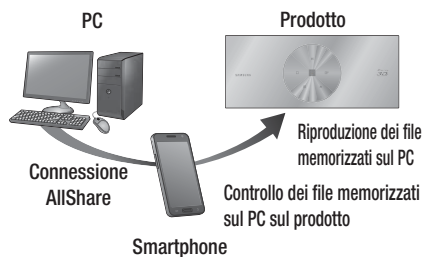 PC
Prodotto
Riproduzione dei file
memorizzati sul PC
Connessione
AllShare
Controllo dei file memorizzati
sul PC sul prodotto
Smartphone